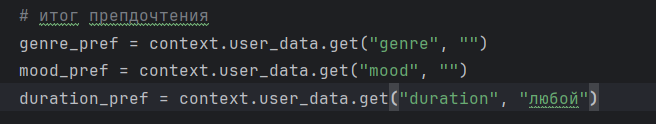 # итог препдочтения
genre_pref = context.user_data.get("genre", "")
mood_pref = context.user_data.get("mood", "")
duration_pref = context.user_data.get("duration", "любой")